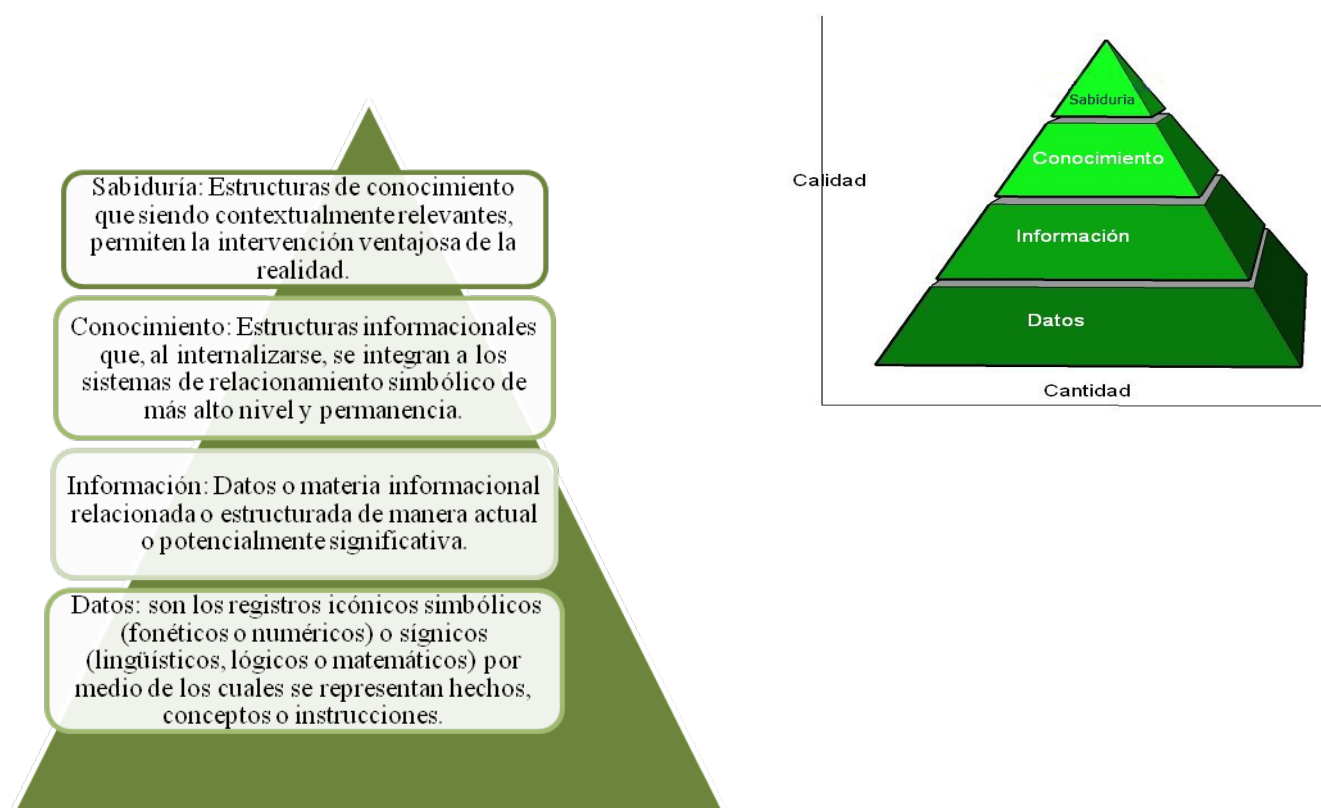 Sabiduría: Estructuras de conocimiento
que siendo contextualmente relevantes,
permiten la intervención ventajosa de la
realidad.
Conocimiento: Estructuras informacionales
que, al internalizarse, se integran a los
sistemas de relacionamiento simbólico de
más alto nivel y permanencia.
Información: Datos o materia informacional
relacionada o estructurada de manera actual
o potencialmente significativa.
Datos: son los registros icónicos simbólicos
(fonéticos o numéricos) o sígnicos
(lingüísticos, lógicos o matemáticos) por
medio de los cuales se representan hechos,
conceptos o instrucciones.
Sabiduria
Conocimiento
Calidad
Información
Datos
Cantidad